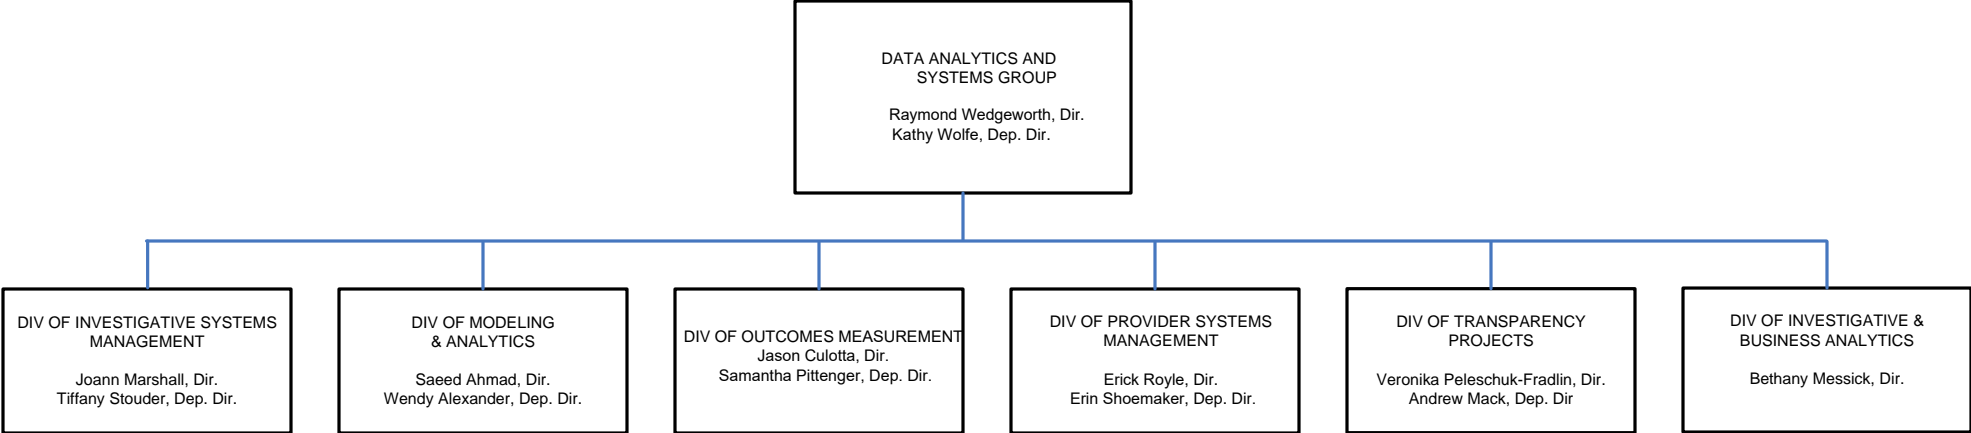 DATA ANALYTICS AND
SYSTEMS GROUP
Raymond Wedgeworth, Dir.
Kathy Wolfe, Dep. Dir.
DIV OF INVESTIGATIVE SYSTEMS
MANAGEMENT
Joann Marshall, Dir.
Tiffany Stouder, Dep. Dir.
DIV OF MODELING
& ANALYTICS
Saeed Ahmad, Dir.
Wendy Alexander, Dep. Dir.
DIV OF OUTCOMES MEASUREMENT
Jason Culotta, Dir.
Samantha Pittenger, Dep. Dir.
DIV OF PROVIDER SYSTEMS
MANAGEMENT
Erick Royle, Dir.
Erin Shoemaker, Dep. Dir.
DIV OF TRANSPARENCY
PROJECTS
Veronika Peleschuk-Fradlin, Dir.
Andrew Mack, Dep. Dir
DIV OF INVESTIGATIVE &
BUSINESS ANALYTICS
Bethany Messick, Dir.